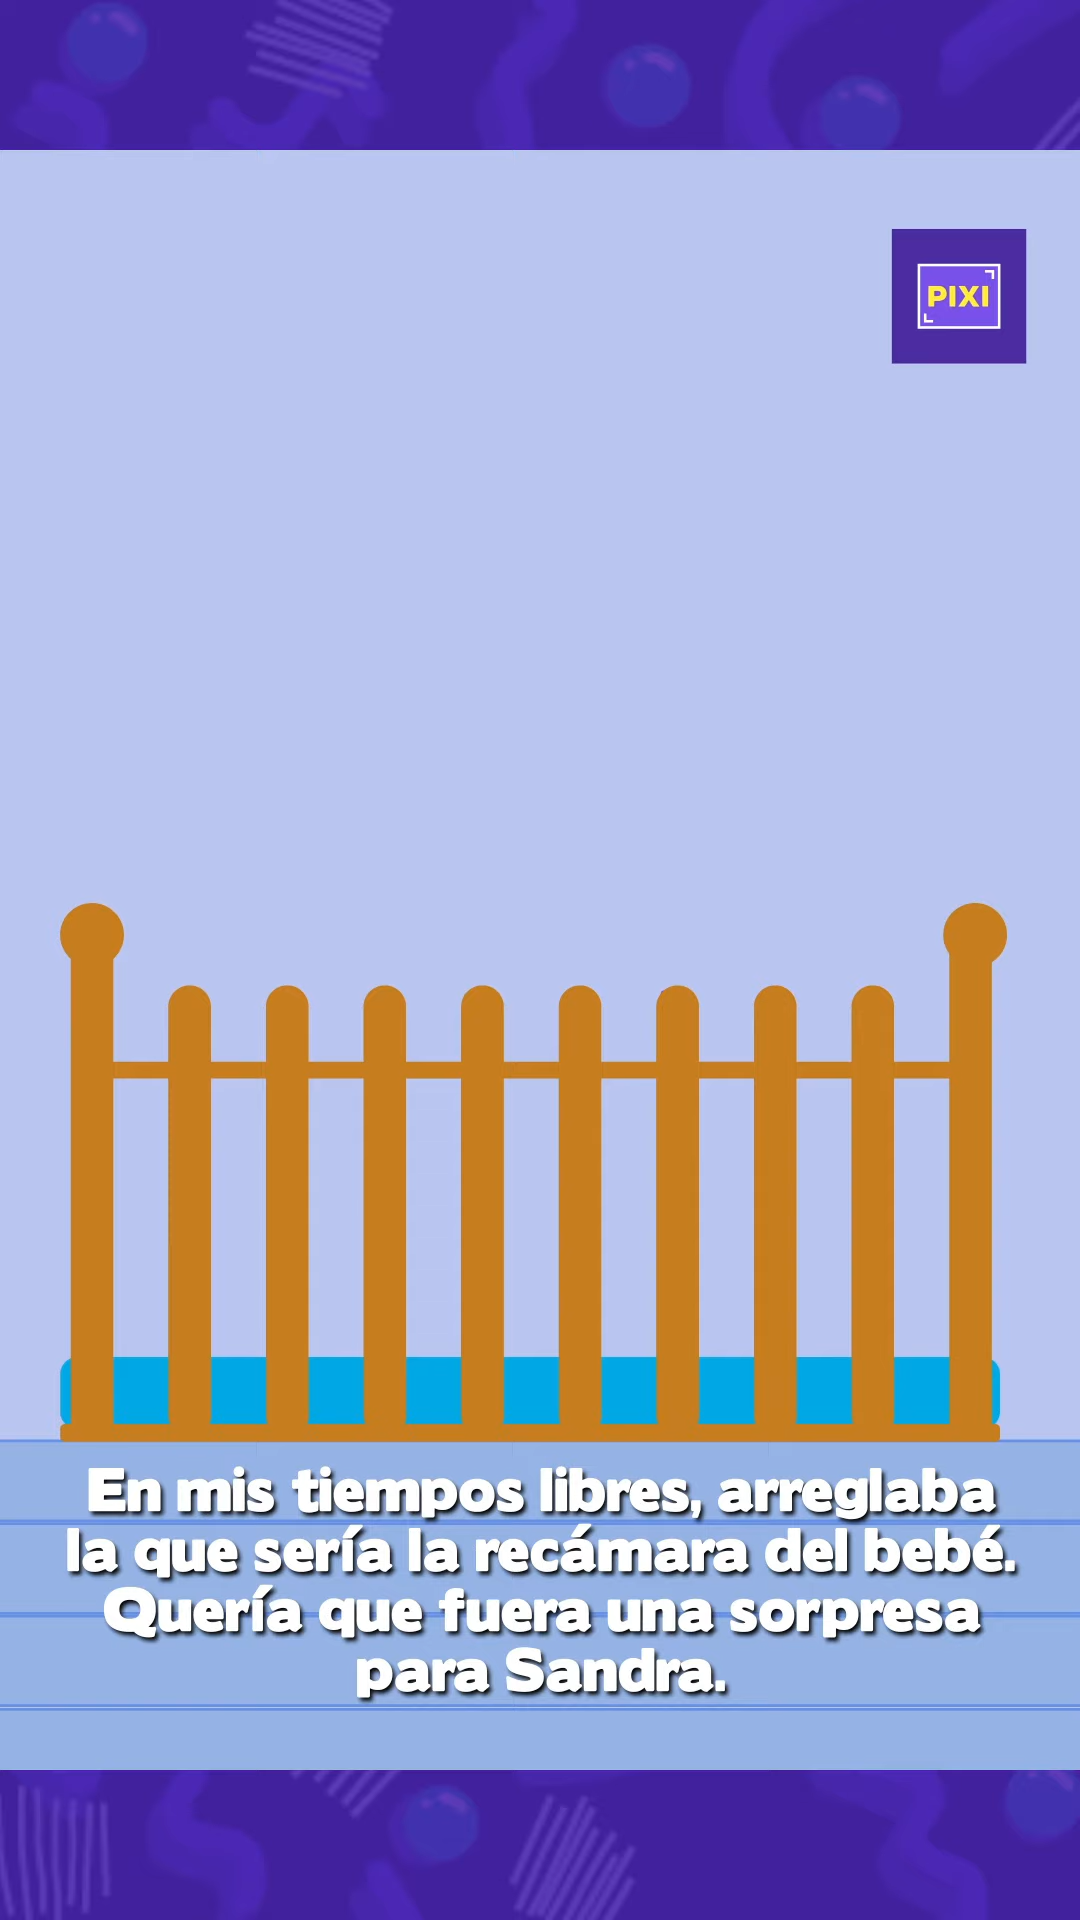 PIXI
En mis tiempos libres, arreglaba
la que sería la recámara del bebé.
Quería que fuera una sorpresa
para Sandra.